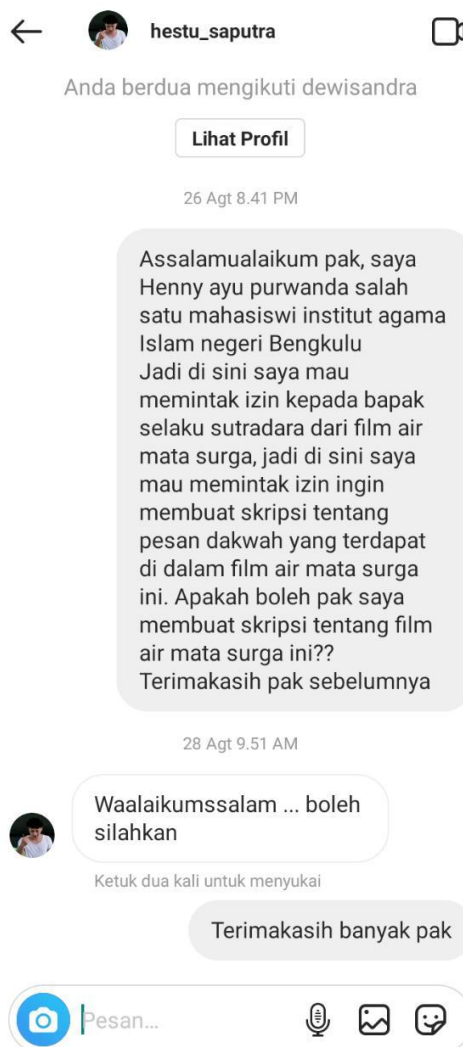 hestu_saputra
Anda berdua mengikuti dewisandra
Lihat Profil
26 Agt 8.41 PM
Assalamualaikum pak, saya
Henny ayu purwanda salah
satu mahasiswi institut agama
Islam negeri Bengkulu
Jadi di sini saya mau
memintak izin kepada bapak
selaku sutradara dari film air
mata surga, jadi di sini saya
mau memintak izin ingin
membuat skripsi tentang
pesan dakwah yang terdapat
di dalam film air mata surga
ini. Apakah boleh pak saya
membuat skripsi tentang film
air mata surga ini??
Terimakasih pak sebelumnya
28 Agt 9.51 AM
Waalaikumssalam ... boleh
silahkan
Ketuk dua kali untuk menyukai
Terimakasih banyak pak
Pesan...